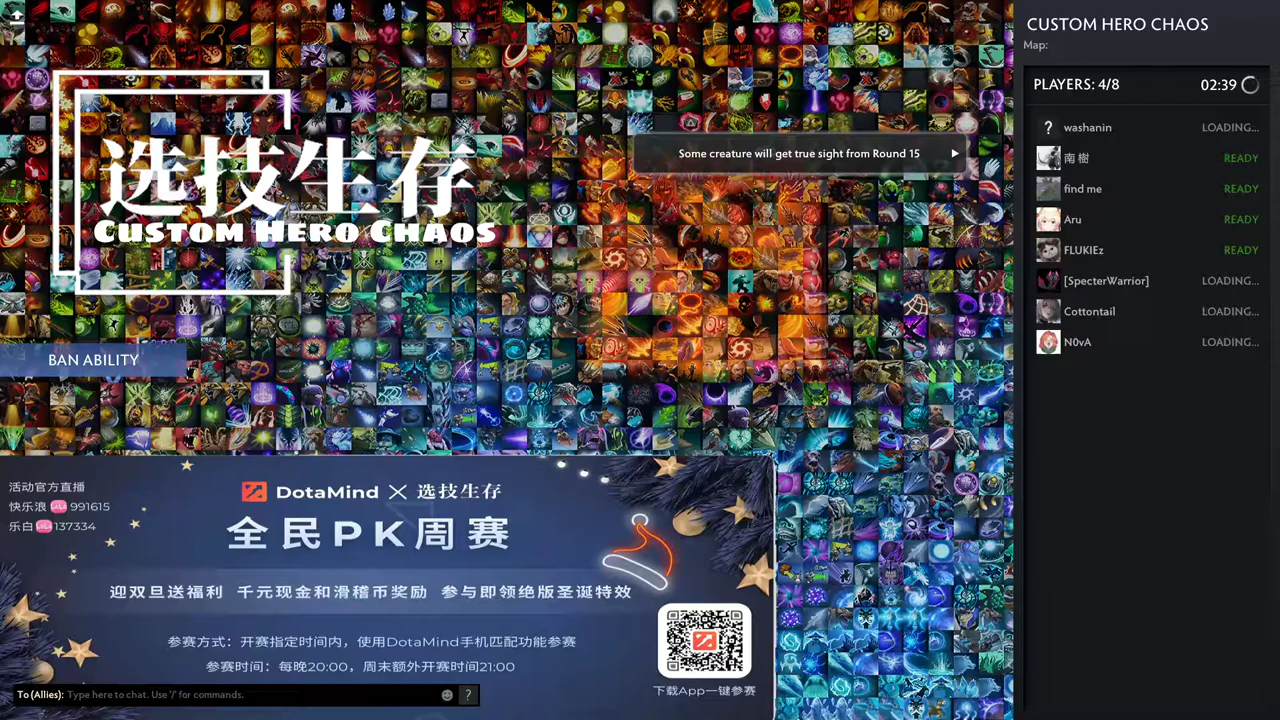 CUSTOM HERO CHAOS
Map:
PLAYERS: 4/8
02:39
washanin
LOADING...
南 樹
READY
find me
READY
Aru
READY
FLUKIEz
READY
[SpecterWarrior]
LOADING...
Cottontail
LOADING...
N0vA
LOADING...
选技生存
CUSTOM HERO CHAOS
Some creature will get true sight from Round 15
BAN ABILITY
活动官方直播
快乐浪 991615
乐白 137334
DotaMind × 选技生存
全民PK周赛
迎双旦送福利 千元现金和滑稽币奖励 参与即领绝版圣诞特效
参赛方式：开赛指定时间内，使用DotaMind手机匹配功能参赛
参赛时间：每晚20:00，周末额外开赛时间21:00
下载App一键参赛
To (Allies): Type here to chat. Use '/' for commands.
?